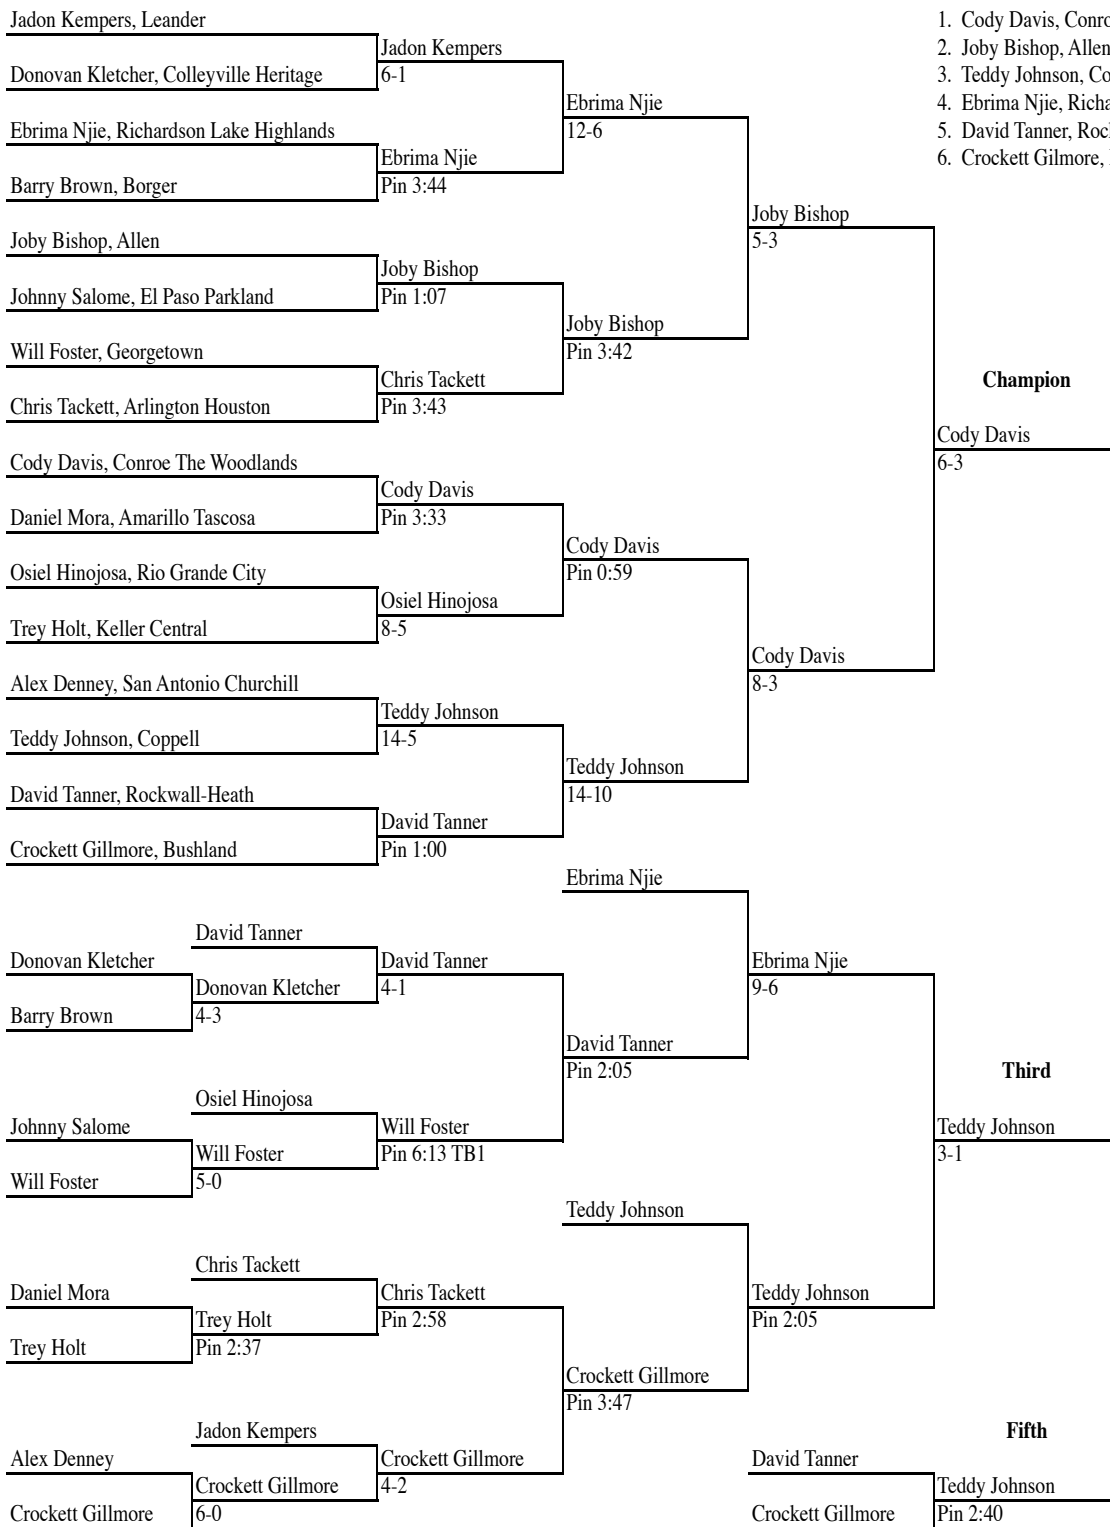 Jadon Kempers, Leander
Donovan Kletcher, Colleyville Heritage
Ebrima Njie, Richardson Lake Highlands
Barry Brown, Borger
Joby Bishop, Allen
Johnny Salome, El Paso Parkland
Will Foster, Georgetown
Chris Tackett, Arlington Houston
Cody Davis, Conroe The Woodlands
Daniel Mora, Amarillo Tascosa
Osiel Hinojosa, Rio Grande City
Trey Holt, Keller Central
Alex Denney, San Antonio Churchill
Teddy Johnson, Coppell
David Tanner, Rockwall-Heath
Crockett Gillmore, Bushland
Jadon Kempers
6-1
Ebrima Njie
Pin 3:44
Joby Bishop
Pin 1:07
Chris Tackett
Pin 3:43
Cody Davis
Pin 3:33
Osiel Hinojosa
8-5
Teddy Johnson
14-5
David Tanner
Pin 1:00
Ebrima Njie
12-6
Joby Bishop
Pin 3:42
Cody Davis
Pin 0:59
Teddy Johnson
14-10
Joby Bishop
5-3
Cody Davis
8-3
Champion
Cody Davis
6-3
1. Cody Davis, Conro
2. Joby Bishop, Allen
3. Teddy Johnson, Co
4. Ebrima Njie, Richa
5. David Tanner, Roc
6. Crockett Gilmore,
Donovan Kletcher
Barry Brown
Johnny Salome
Will Foster
Daniel Mora
Trey Holt
Alex Denney
Crockett Gillmore
David Tanner
Donovan Kletcher
4-3
Osiel Hinojosa
Will Foster
5-0
Chris Tackett
Trey Holt
Pin 2:37
Jadon Kempers
Crockett Gillmore
6-0
David Tanner
4-1
Will Foster
Pin 6:13 TB1
Chris Tackett
Pin 2:58
Crockett Gillmore
4-2
Ebrima Njie
David Tanner
Pin 2:05
Teddy Johnson
Crockett Gillmore
Pin 3:47
Ebrima Njie
9-6
Teddy Johnson
Pin 2:05
Third
Teddy Johnson
3-1
Fifth
David Tanner
Crockett Gillmore
Teddy Johnson
Pin 2:40